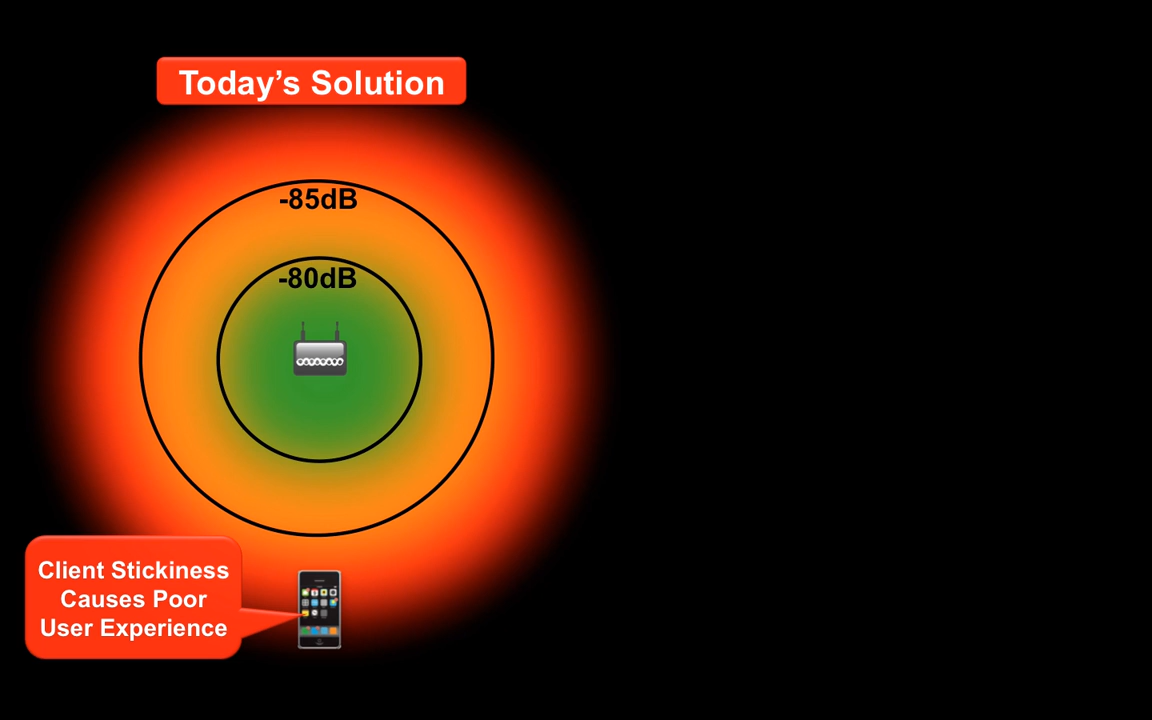 Today’s Solution
-85dB
-80dB
Client Stickiness
Causes Poor
User Experience